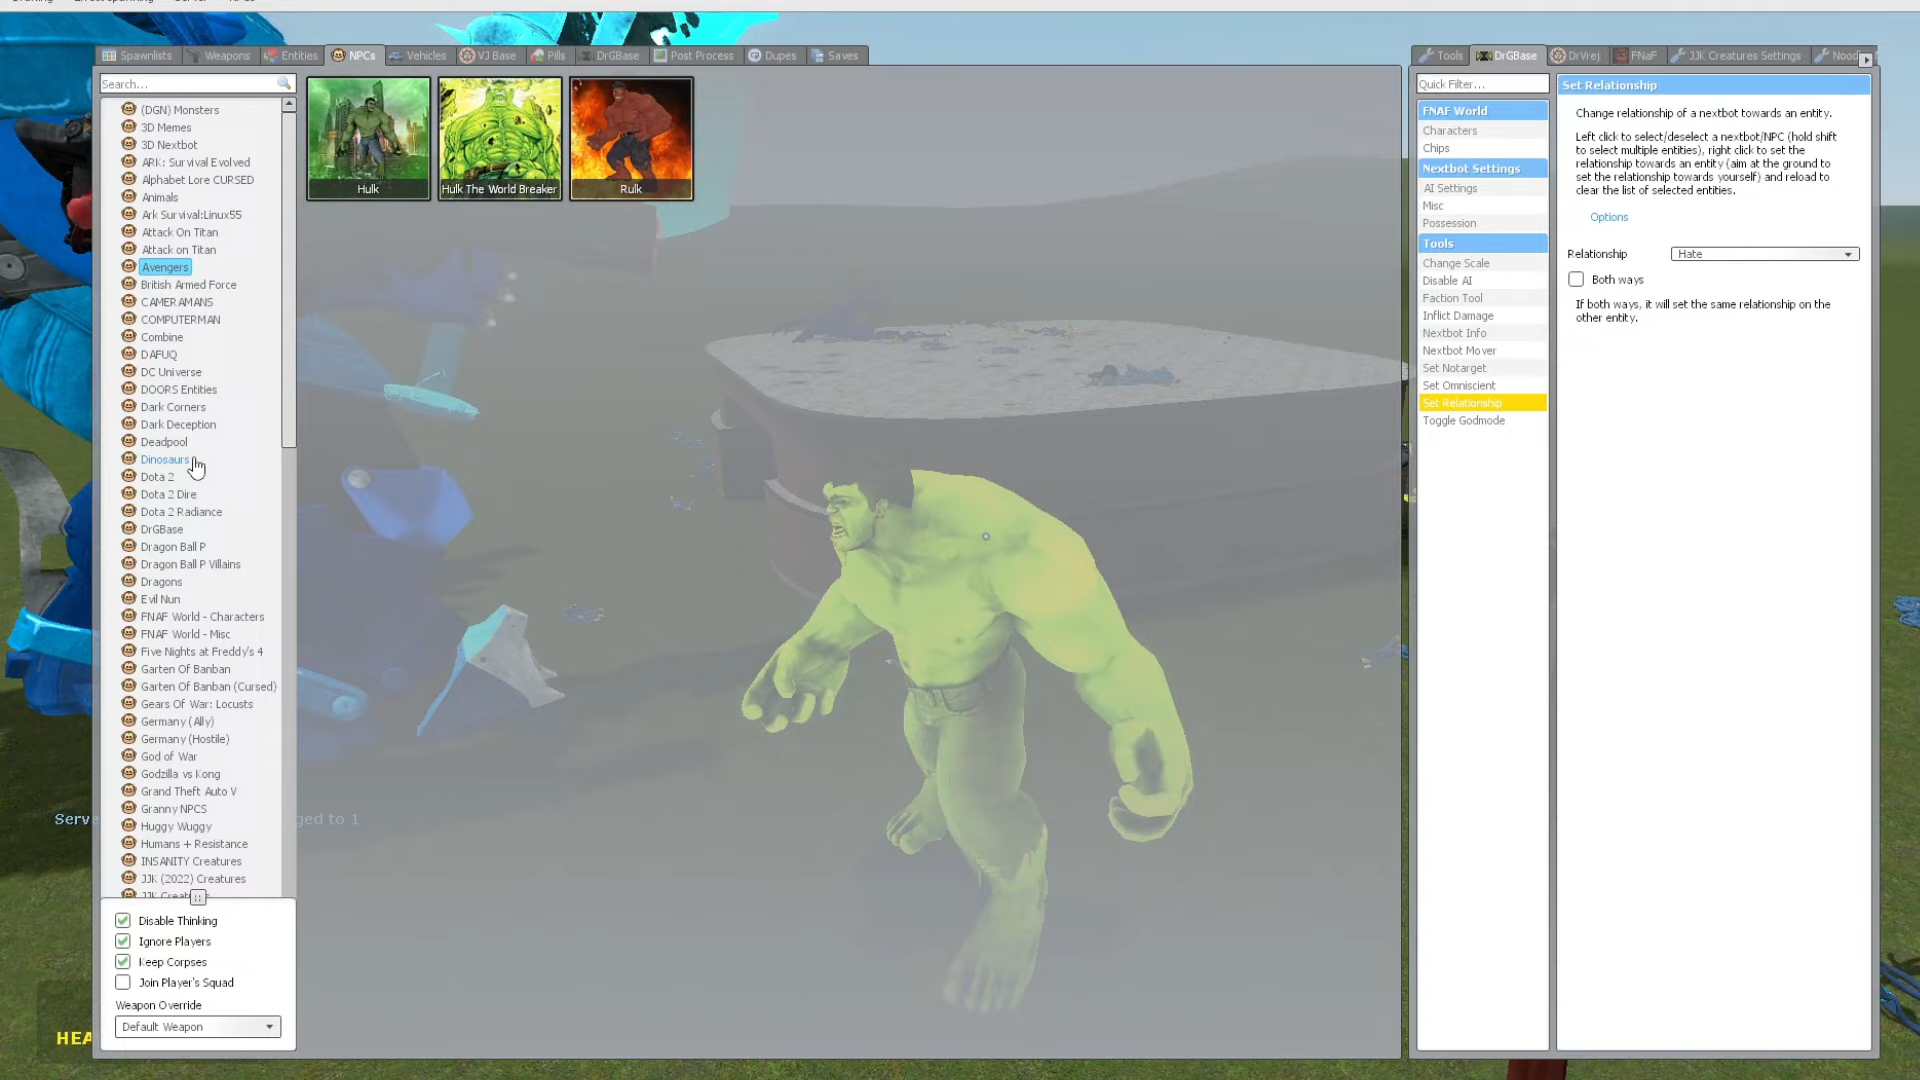 Spawnlists Weapons Entities NPCs Vehicles VJ Base Pills DrGBase Post Process Dupes Saves
Search...
(DGN) Monsters
3D Memes
3D Nextbot
ARK: Survival Evolved
Alphabet Lore CURSED
Animals
Ark Survival:Linux55
Attack On Titan
Attack on Titan
Avengers
British Armed Force
CAMERAMANS
COMPUTERMAN
Combine
DAFUQ
DC Universe
DOORS Entities
Dark Corners
Dark Deception
Deadpool
Dinosaurs
Dota 2
Dota 2 Dire
Dota 2 Radiance
DrGBase
Dragon Ball P
Dragon Ball P Villains
Dragons
Evil Nun
FNAF World - Characters
FNAF World - Misc
Five Nights at Freddy's 4
Garten Of Banban
Garten Of Banban (Cursed)
Gears Of War: Locusts
Germany (Ally)
Germany (Hostile)
God of War
Godzilla vs Kong
Grand Theft Auto V
Granny NPCS
Huggy Wuggy
Humans + Resistance
INSANITY Creatures
JJK (2022) Creatures
Disable Thinking
Ignore Players
Keep Corpses
Join Player's Squad
Weapon Override
Default Weapon
Hulk
Hulk The World Breaker
Rulk
Serve
ged to 1
HEA
Tools DrGBase DrVrej FNaF JJK Creatures Settings Nood
Quick Filter...
FNAF World
Characters
Chips
Nextbot Settings
AI Settings
Misc
Possession
Tools
Change Scale
Disable AI
Faction Tool
Inflict Damage
Nextbot Info
Nextbot Mover
Set Notarget
Set Omniscient
Set Relationship
Toggle Godmode
Set Relationship
Change relationship of a nextbot towards an entity.
Left click to select/deselect a nextbot/NPC (hold shift
to select multiple entities), right click to set the
relationship towards an entity (aim at the ground to
set the relationship towards yourself) and reload to
clear the list of selected entities.
Options
Relationship Hate
Both ways
If both ways, it will set the same relationship on the
other entity.